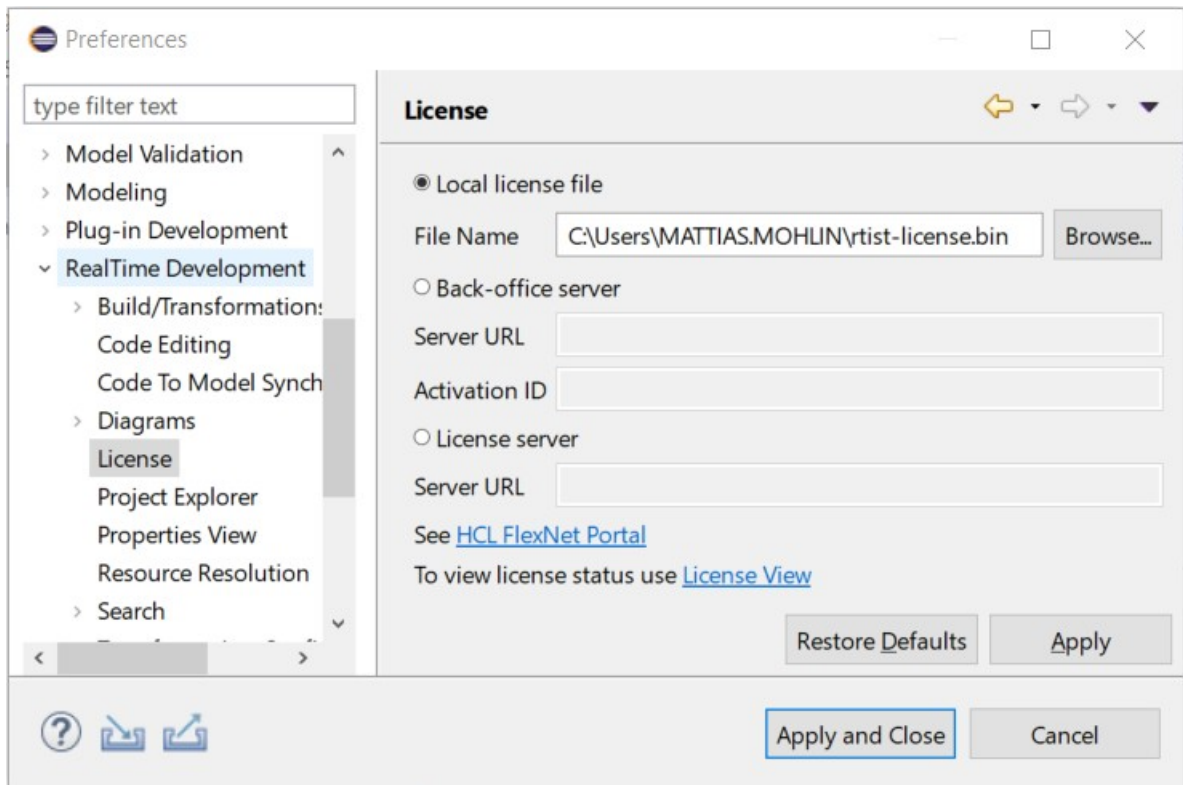 Preferences
type filter text
Model Validation
Modeling
Plug-in Development
RealTime Development
Build/Transformations
Code Editing
Code To Model Synch
Diagrams
License
Project Explorer
Properties View
Resource Resolution
Search
License
Local license file
File Name C:\Users\MATTIAS.MOHLIN\rtist-license.bin Browse...
Back-office server
Server URL
Activation ID
License server
Server URL
See HCL FlexNet Portal
To view license status use License View
Restore Defaults Apply
Apply and Close Cancel